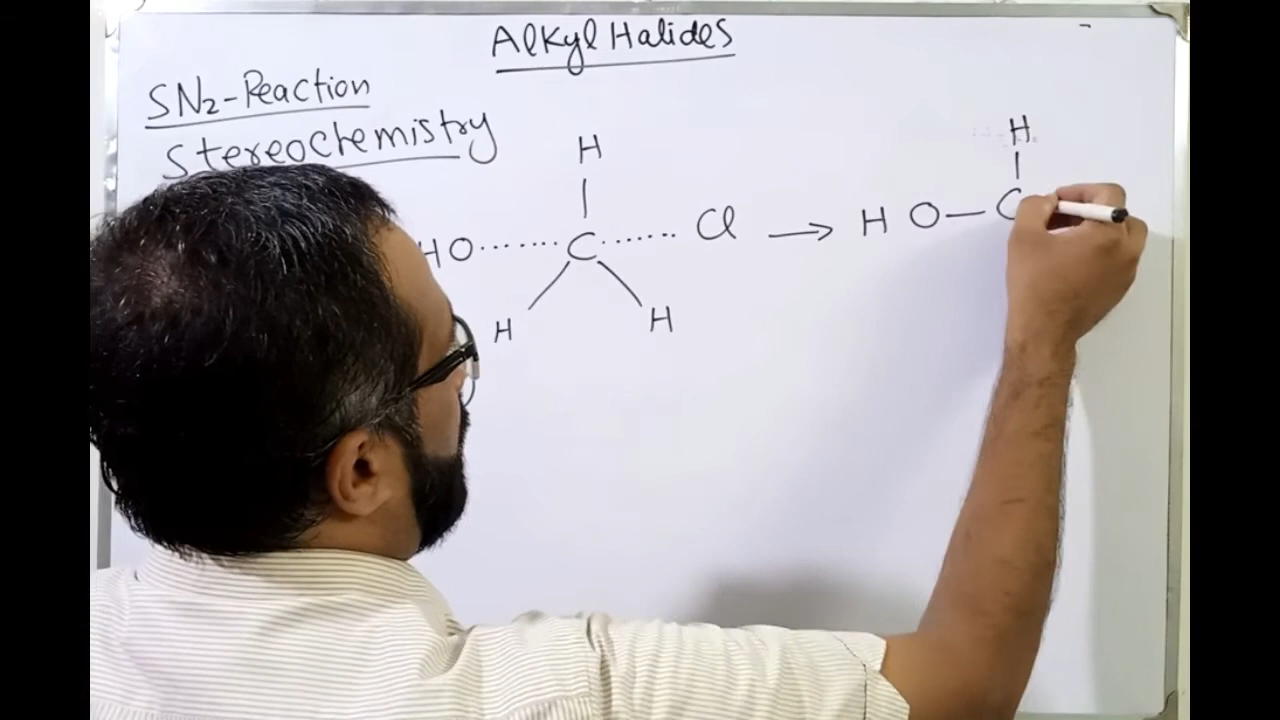 Alkyl Halides
SN₂-Reaction
Stereochemistry
H
HO........C.......Cl → H O—C
H H
H